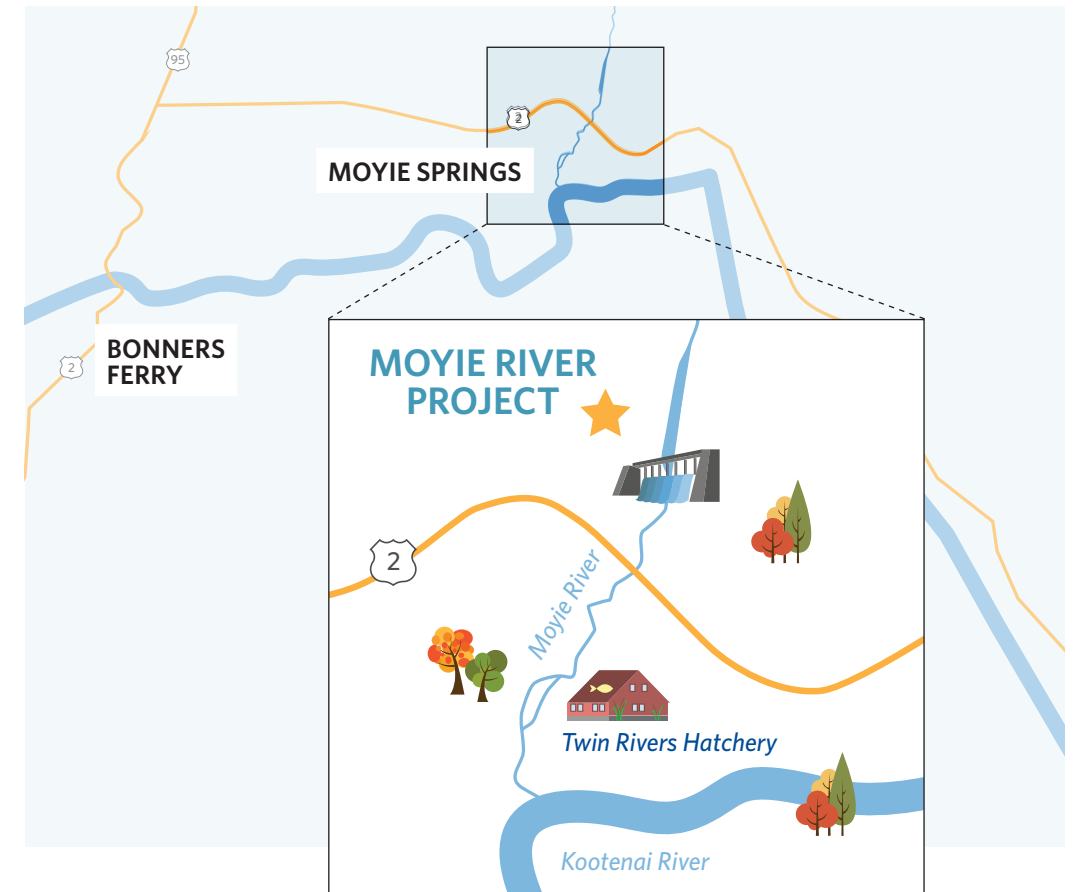 95
2
MOYIE SPRINGS
BONNERS
FERRY
2
MOYIE RIVER
PROJECT
2
Moyie River
Twin Rivers Hatchery
Kootenai River